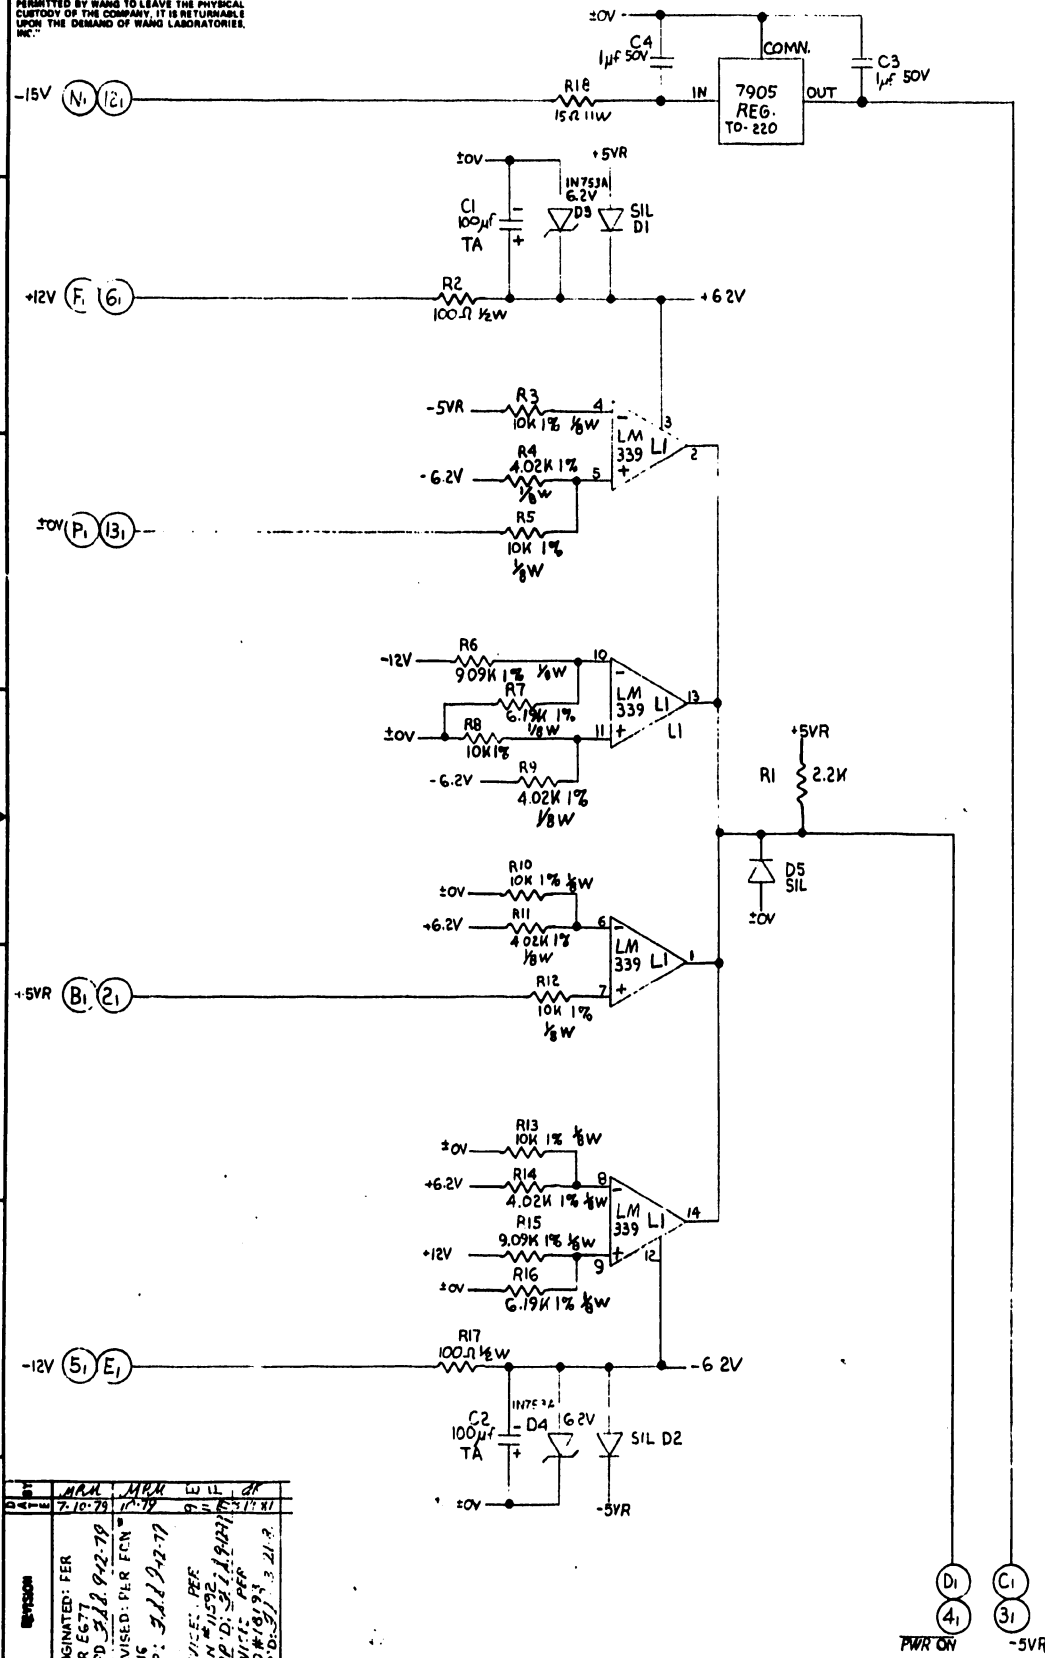 PERMITTED BY WANG TO LEAVE THE PHYSICAL
CUSTODY OF THE COMPANY, IT IS RETURNABLE
UPON THE DEMAND OF WANG LABORATORIES,
INC."
±0V
C4
1µf 50V
COMN.
C3
1µf 50V
-15V N1 121
R18
15Ω 11W
IN
7905
REG.
TO-220
OUT
±0V
+5VR
C1
100µf
TA
-
+
1N753A
6.2V
D3
SIL
D1
+12V F1 61
R2
100Ω ½W
+6.2V
-5VR
R3
10K 1% ⅛W
4
-
3
LM
339
L1
2
-6.2V
R4
4.02K 1%
⅛W
5
+
±0V P1 131
R5
10K 1%
⅛W
-12V
R6
9.09K 1% ⅛W
10
-
R7
6.19K 1%
⅛W
LM
339
L1
L1
13
±0V
R8
10K 1%
11
+
-6.2V
R9
4.02K 1%
⅛W
+5VR
R1 2.2K
D5
SIL
±0V
±0V
R10
10K 1% ⅛W
+6.2V
R11
4.02K 1%
⅛W
6
-
LM
339
L1
1
+5VR B1 21
R12
10K 1%
⅛W
7
+
±0V
R13
10K 1% ⅛W
+6.2V
R14
4.02K 1% ⅛W
8
-
LM
339
L1
14
+12V
R15
9.09K 1% ⅛W
9
+
12
±0V
R16
6.19K 1% ⅛W
-12V 51 E1
R17
100Ω ½W
-6.2V
C2
100µf
TA
-
+
D4
6.2V
SIL D2
±0V
-5VR
D1 C1
41 31
PWR ON -5VR
BY MPM MPM
DATE 7-10-79
REVISION